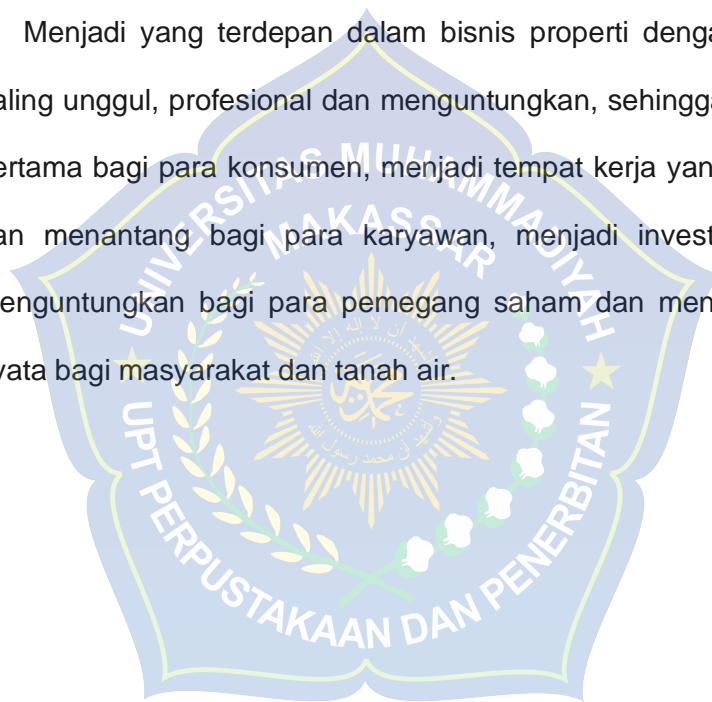 Menjadi yang terdepan dalam bisnis properti denga
aling unggul, profesional dan menguntungkan, sehingga
ertama bagi para konsumen, menjadi tempat kerja yan
an menantang bagi para karyawan, menjadi invest
enguntungkan bagi para pemegang saham dan men
yata bagi masyarakat dan tanah air.
UNIVERSITAS MUHAMMADIYAH
MAKASSAR
UPT PERPUSTAKAAN DAN PENERBITAN